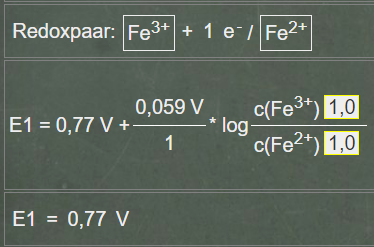 Redoxpaar: Fe³⁺ + 1 e⁻ / Fe²⁺
E1 = 0,77 V + 0,059 V / 1 * log c(Fe³⁺) 1,0 / c(Fe²⁺) 1,0
E1 = 0,77 V